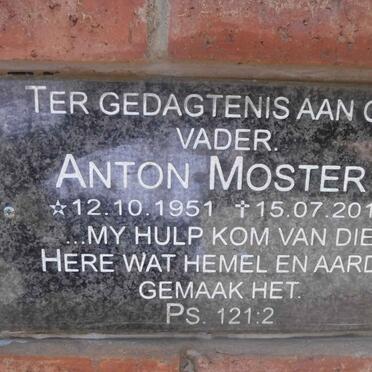 TER GEDAGTENIS AAN
VADER.
ANTON MOSTER
☆12.10.1951 ✝15.07.201
...MY HULP KOM VAN DIE
HERE WAT HEMEL EN AARD
GEMAAK HET.
PS. 121:2